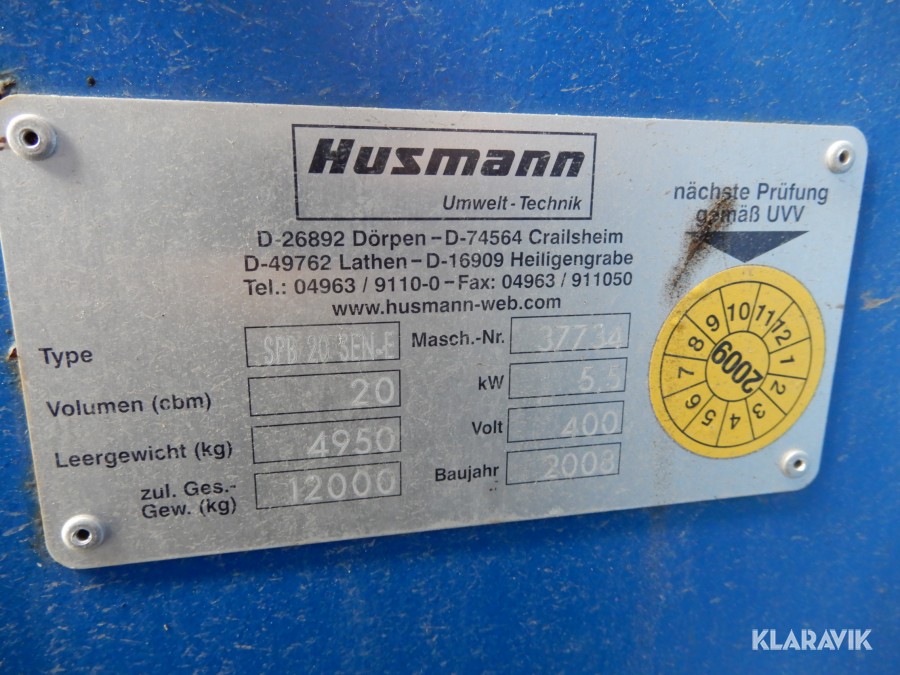 Husmann
Umwelt-Technik
D-26892 Dörpen – D-74564 Crailsheim
D-49762 Lathen – D-16909 Heiligengrabe
Tel.: 04963 / 9110-0 – Fax: 04963 / 911050
www.husmann-web.com
nächste Prüfung
gemäß UVV
Type SPB 20 SEN-E
Masch.-Nr. 37734
Volumen (cbm) 20
kW 5,5
Leergewicht (kg) 4950
Volt 400
zul. Ges.-
Gew. (kg) 12000
Baujahr 2008
1 2 3 4 5 6 7 8 9 10 11 12
2009
KLARAVIK